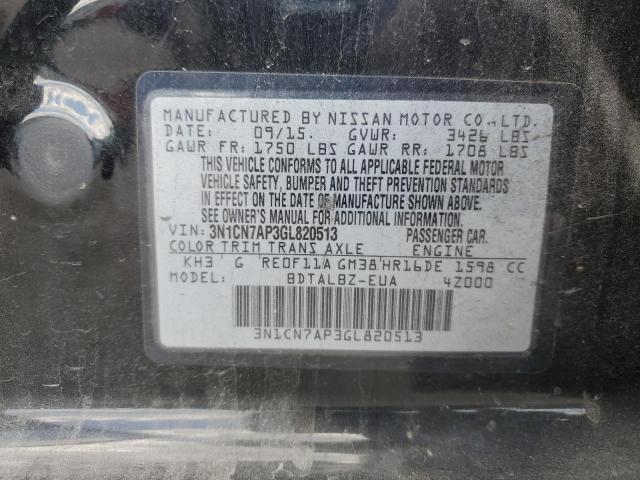 MANUFACTURED BY NISSAN MOTOR CO.,LTD.
DATE: 09/15. GVWR: 3426 LBS
GAWR FR: 1750 LBS GAWR RR: 1708 LBS
THIS VEHICLE CONFORMS TO ALL APPLICABLE FEDERAL MOTOR
VEHICLE SAFETY, BUMPER AND THEFT PREVENTION STANDARDS
IN EFFECT ON THE DATE OF MANUFACTURE SHOWN ABOVE.
SEE OWNER'S MANUAL FOR ADDITIONAL INFORMATION.
VIN: 3N1CN7AP3GL820513 PASSENGER CAR.
COLOR TRIM TRANS AXLE ENGINE
KH3 G RE0F11A GM38 HR16DE 1598 CC
MODEL: BDTALBZ-EUA 4Z000
3N1CN7AP3GL820513